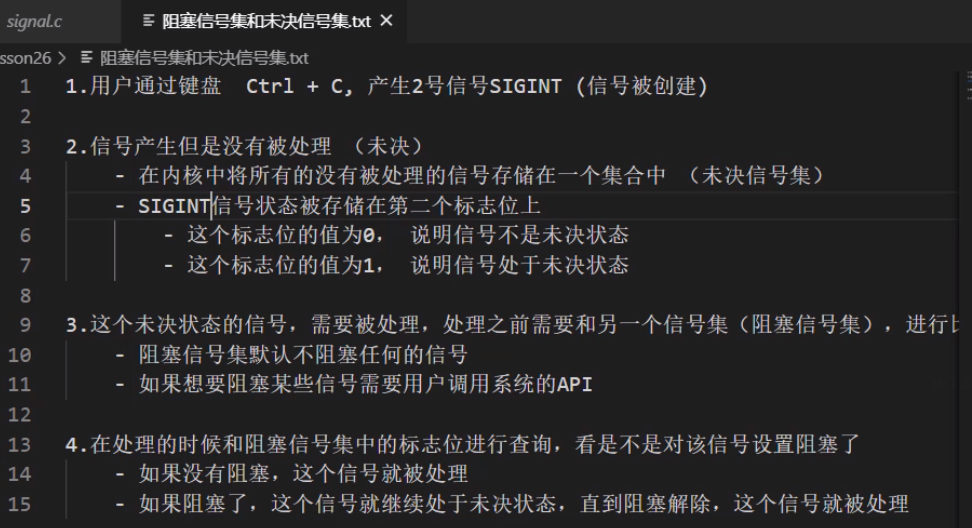 signal.c
阻塞信号集和未决信号集.txt
sson26 > 阻塞信号集和未决信号集.txt
1 1.用户通过键盘 Ctrl + C, 产生2号信号SIGINT (信号被创建)
2
3 2.信号产生但是没有被处理 （未决）
4 - 在内核中将所有的没有被处理的信号存储在一个集合中 （未决信号集）
5 - SIGINT信号状态被存储在第二个标志位上
6 - 这个标志位的值为0， 说明信号不是未决状态
7 - 这个标志位的值为1， 说明信号处于未决状态
8
9 3.这个未决状态的信号，需要被处理，处理之前需要和另一个信号集（阻塞信号集），进行
10 - 阻塞信号集默认不阻塞任何的信号
11 - 如果想要阻塞某些信号需要用户调用系统的API
12
13 4.在处理的时候和阻塞信号集中的标志位进行查询，看是不是对该信号设置阻塞了
14 - 如果没有阻塞，这个信号就被处理
15 - 如果阻塞了，这个信号就继续处于未决状态，直到阻塞解除，这个信号就被处理